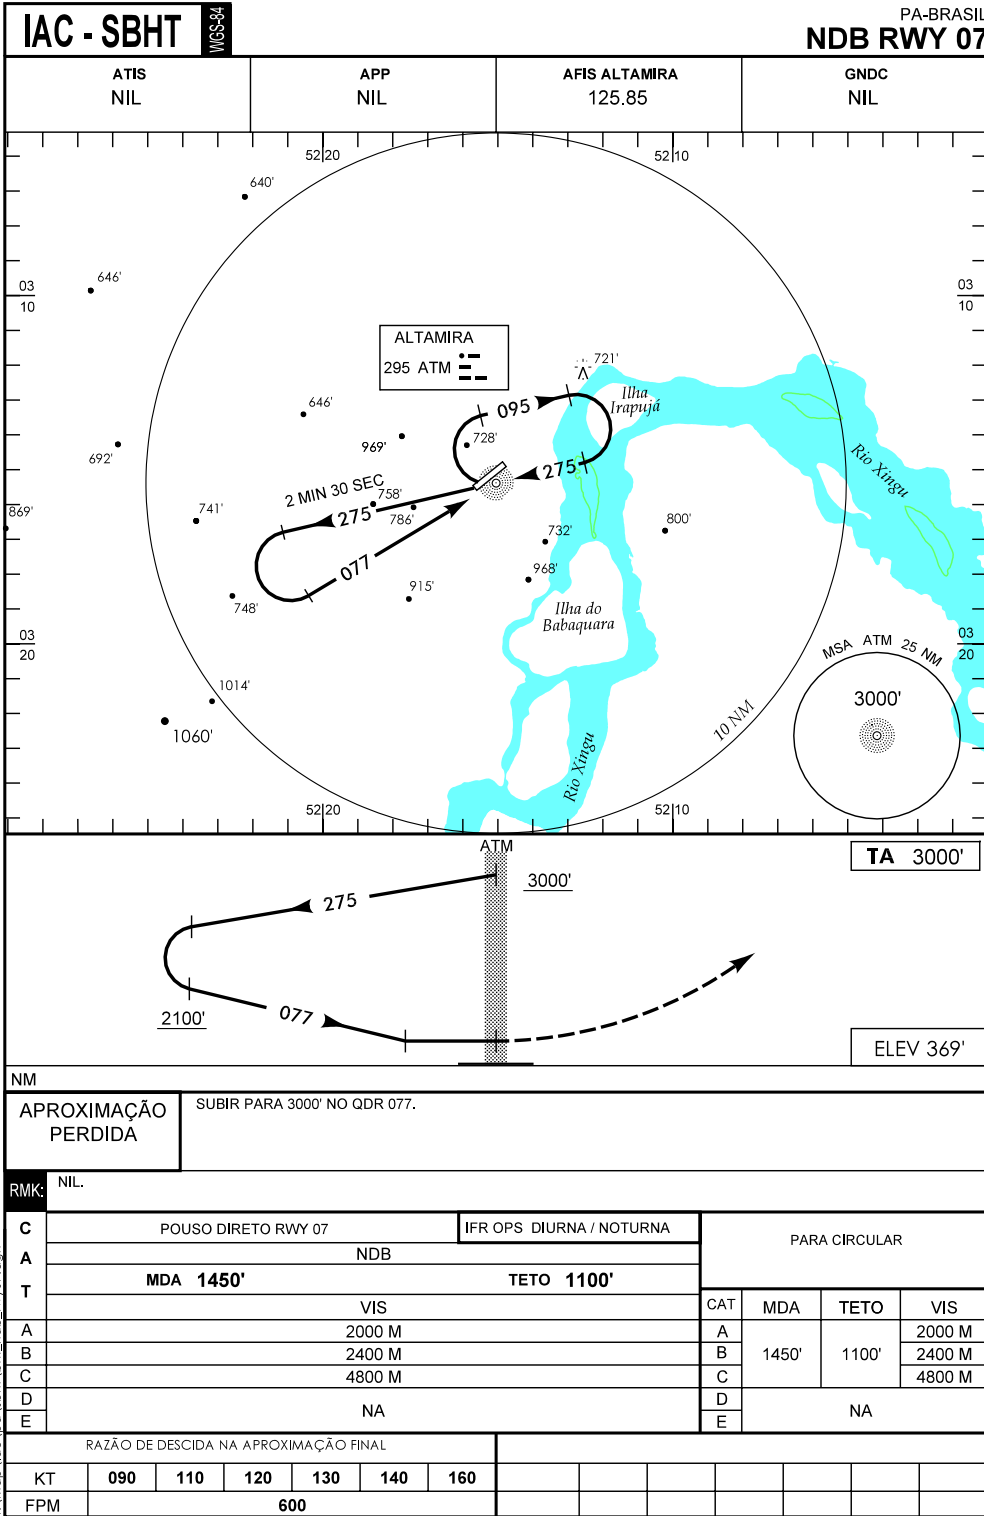 IAC - SBHT
WGS-84
PA-BRASIL
NDB RWY 07
ATIS
NIL
APP
NIL
AFIS ALTAMIRA
125.85
GNDC
NIL
52 20
52 10
640'
646'
03
10
03
10
ALTAMIRA
295 ATM
721'
Ilha
Irapujá
646'
095
969'
728'
692'
Rio Xingu
275
2 MIN 30 SEC
758'
869'
741'
275
786'
732'
800'
077
968'
748'
915'
Ilha do
Babaquara
03
20
03
20
MSA ATM 25 NM
3000'
1014'
1060'
10 NM
Rio Xingu
52 20
52 10
ATM
TA 3000'
3000'
275
2100'
077
ELEV 369'
NM
APROXIMAÇÃO
PERDIDA
SUBIR PARA 3000' NO QDR 077.
RMK:
NIL.
C
A
T
POUSO DIRETO RWY 07
IFR OPS DIURNA / NOTURNA
PARA CIRCULAR
NDB
MDA 1450'
TETO 1100'
VIS
CAT MDA TETO VIS
A 2000 M A 2000 M
B 2400 M B 1450' 1100' 2400 M
C 4800 M C 4800 M
D
E
NA
D
E
NA
RAZÃO DE DESCIDA NA APROXIMAÇÃO FINAL
KT 090 110 120 130 140 160
FPM 600